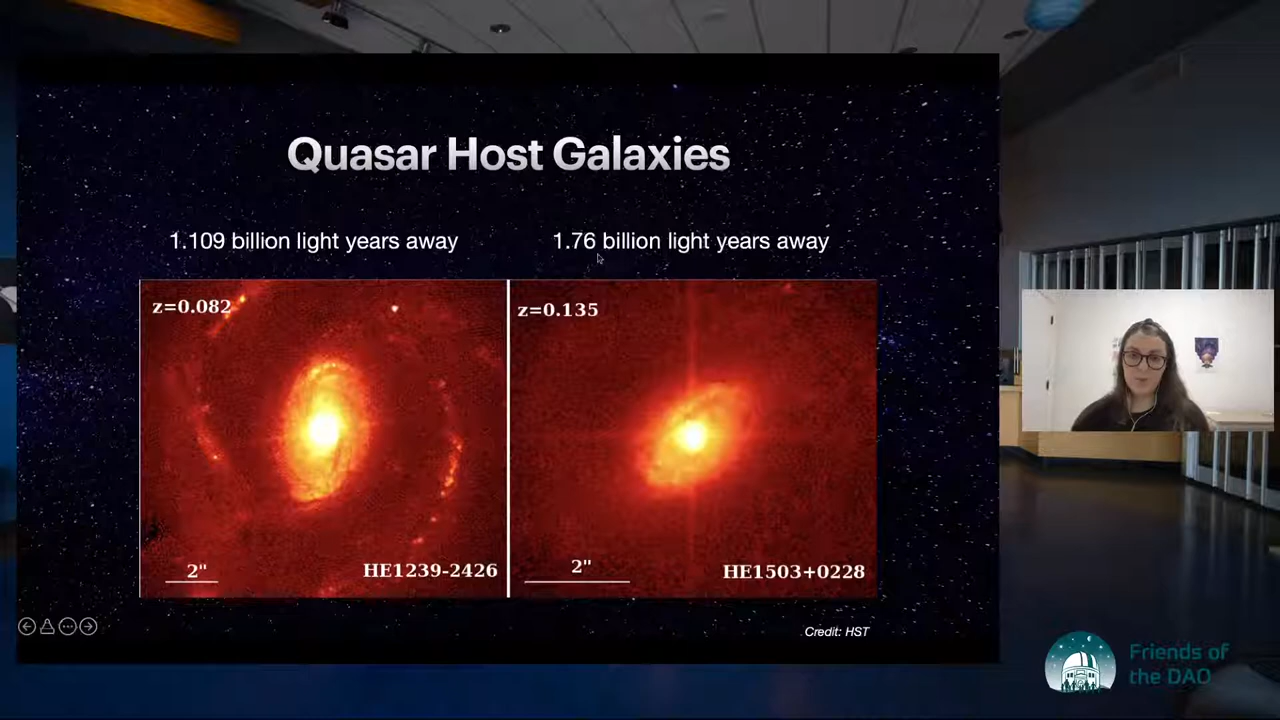 Quasar Host Galaxies
1.109 billion light years away
1.76 billion light years away
z=0.082
z=0.135
2"
HE1239-2426
2"
HE1503+0228
Credit: HST
Friends of
the DAO